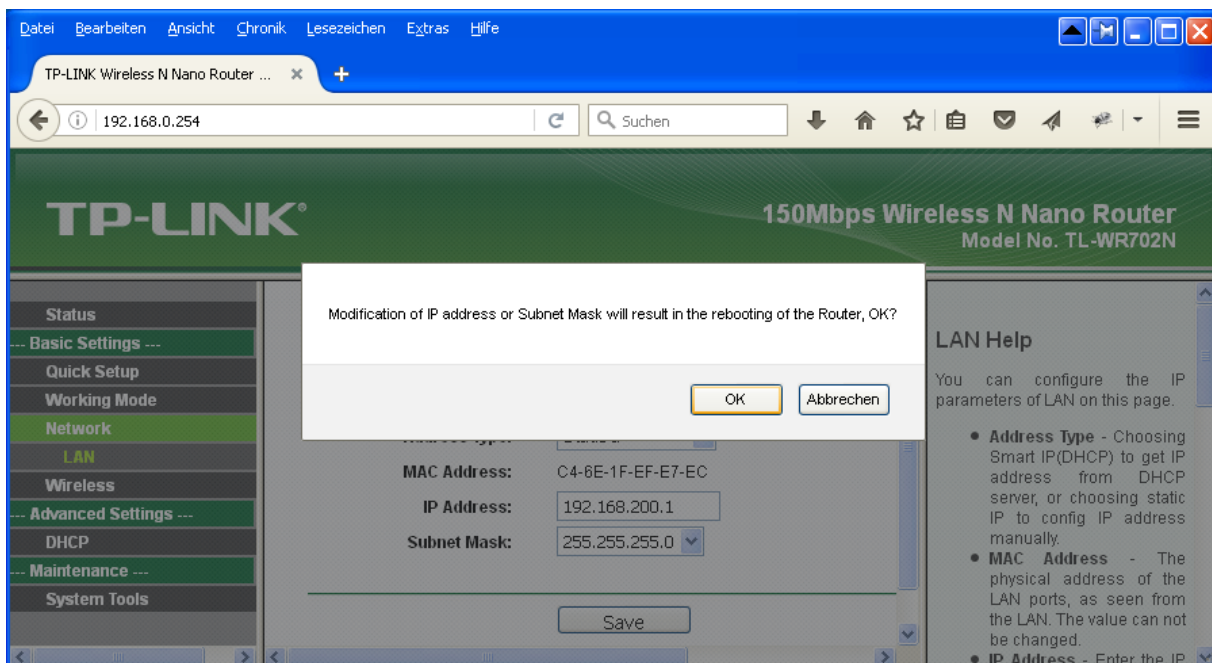 Datei Bearbeiten Ansicht Chronik Lesezeichen Extras Hilfe
TP-LINK Wireless N Nano Router ...
192.168.0.254
Suchen
TP-LINK®
150Mbps Wireless N Nano Router
Model No. TL-WR702N
Modification of IP address or Subnet Mask will result in the rebooting of the Router, OK?
OK
Abbrechen
Status
--- Basic Settings ---
Quick Setup
Working Mode
Network
LAN
Wireless
--- Advanced Settings ---
DHCP
--- Maintenance ---
System Tools
MAC Address: C4-6E-1F-EF-E7-EC
IP Address: 192.168.200.1
Subnet Mask: 255.255.255.0
Save
LAN Help
You can configure the IP
parameters of LAN on this page.
• Address Type - Choosing
Smart IP(DHCP) to get IP
address from DHCP
server, or choosing static
IP to config IP address
manually.
• MAC Address - The
physical address of the
LAN ports, as seen from
the LAN. The value can not
be changed.
• IP Address - Enter the IP